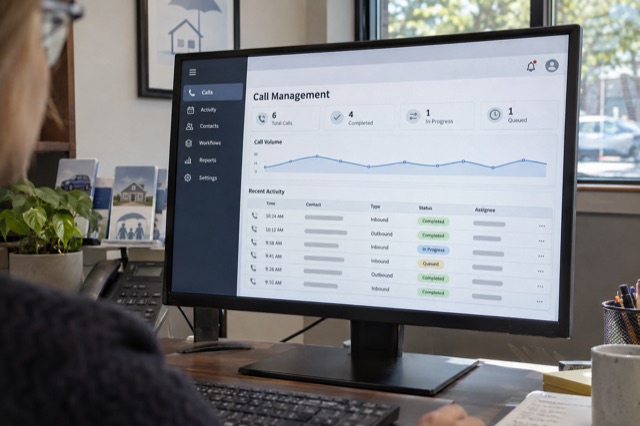 Calls
Activity
Contacts
Workflows
Reports
Settings
Call Management
6
Total Calls
4
Completed
1
In Progress
1
Queued
Call Volume
Recent Activity
Time Contact Type Status Assignee
10:14 AM Inbound Completed
10:12 AM Outbound Completed
9:58 AM Inbound In Progress
9:41 AM Inbound Queued
9:26 AM Outbound Completed
9:10 AM Inbound Completed